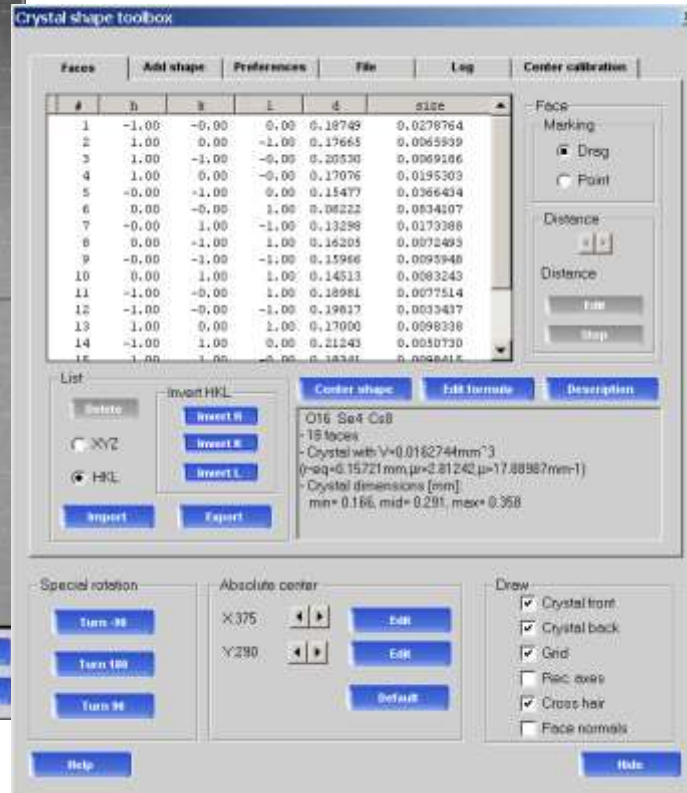 Crystal shape toolbox
Faces Add shape Preferences File Log Center calibration
# h k l d size
1 -1.00 -0.00 0.00 0.18749 0.0278764
2 1.00 0.00 -1.00 0.17665 0.0065939
3 1.00 -1.00 -0.00 0.20530 0.0069186
4 1.00 0.00 -0.00 0.17076 0.0195303
5 -0.00 -1.00 0.00 0.15477 0.0366434
6 0.00 -0.00 1.00 0.08222 0.0834107
7 -0.00 1.00 -1.00 0.13298 0.0173388
8 0.00 -1.00 1.00 0.16205 0.0072493
9 -0.00 -1.00 -1.00 0.15966 0.0095948
10 0.00 1.00 1.00 0.14513 0.0083243
11 -1.00 -0.00 1.00 0.18981 0.0077514
12 -1.00 -0.00 -1.00 0.19817 0.0033437
13 1.00 0.00 1.00 0.17000 0.0098338
14 -1.00 1.00 0.00 0.21243 0.0050730
Face
Marking
Drag
Point
Distance
Distance
Edit
Stop
List
Delete
XYZ
HKL
Import Export
Invert HKL
Invert H
Invert K
Invert L
Center shape Edit formula Description
O16 Se4 Cs8
- 18 faces
- Crystal with V=0.0162744mm^3
(r-eq=0.15721mm,μr=2.81242,μ=17.88987mm-1)
- Crystal dimensions [mm]:
min= 0.166, mid= 0.291, max= 0.358
Special rotation
Turn -90
Turn 180
Turn 90
Absolute center
X:375 Edit
Y:290 Edit
Default
Draw
Crystal front
Crystal back
Grid
Rec. axes
Cross hair
Face normals
Help Hide